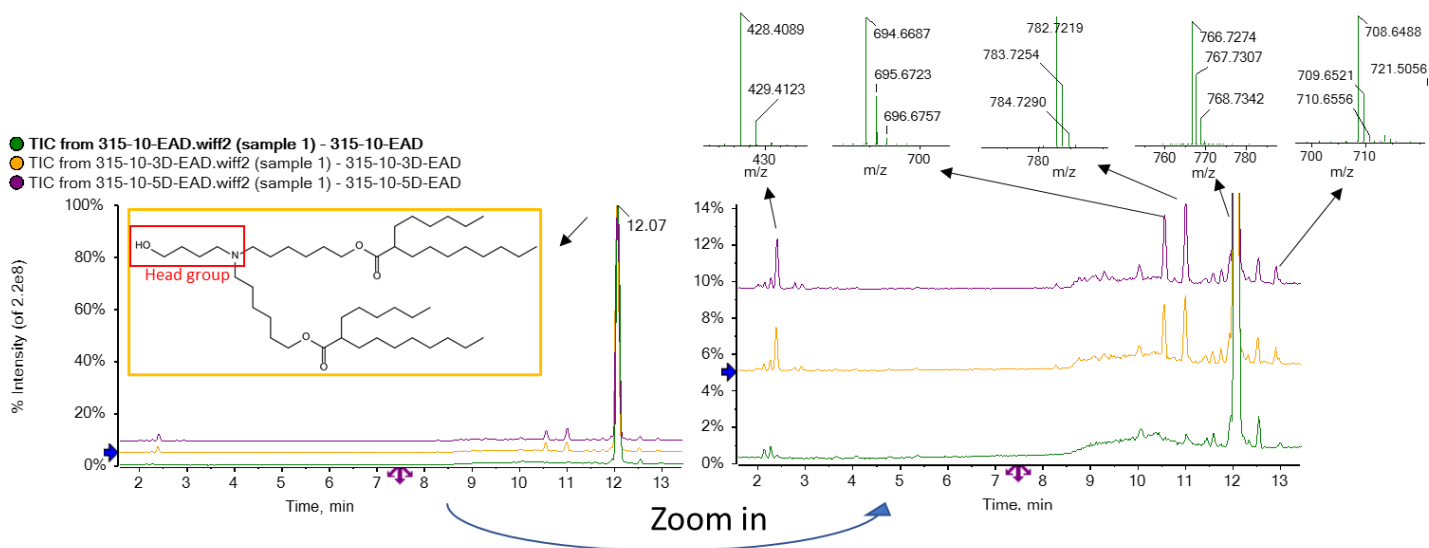 428.4089
429.4123
430
m/z
694.6687
695.6723
696.6757
700
m/z
782.7219
783.7254
784.7290
780
m/z
766.7274
767.7307
768.7342
760 770 780
m/z
708.6488
721.5056
709.6521
710.6556
700 710
m/z
TIC from 315-10-EAD.wiff2 (sample 1) - 315-10-EAD
TIC from 315-10-3D-EAD.wiff2 (sample 1) - 315-10-3D-EAD
TIC from 315-10-5D-EAD.wiff2 (sample 1) - 315-10-5D-EAD
% Intensity (of 2.2e8)
100%
80%
60%
40%
20%
0%
HO
N
O
O
Head group
O
O
12.07
2 3 4 5 6 7 8 9 10 11 12 13
Time, min
14%
12%
10%
8%
6%
4%
2%
0%
2 3 4 5 6 7 8 9 10 11 12 13
Time, min
Zoom in